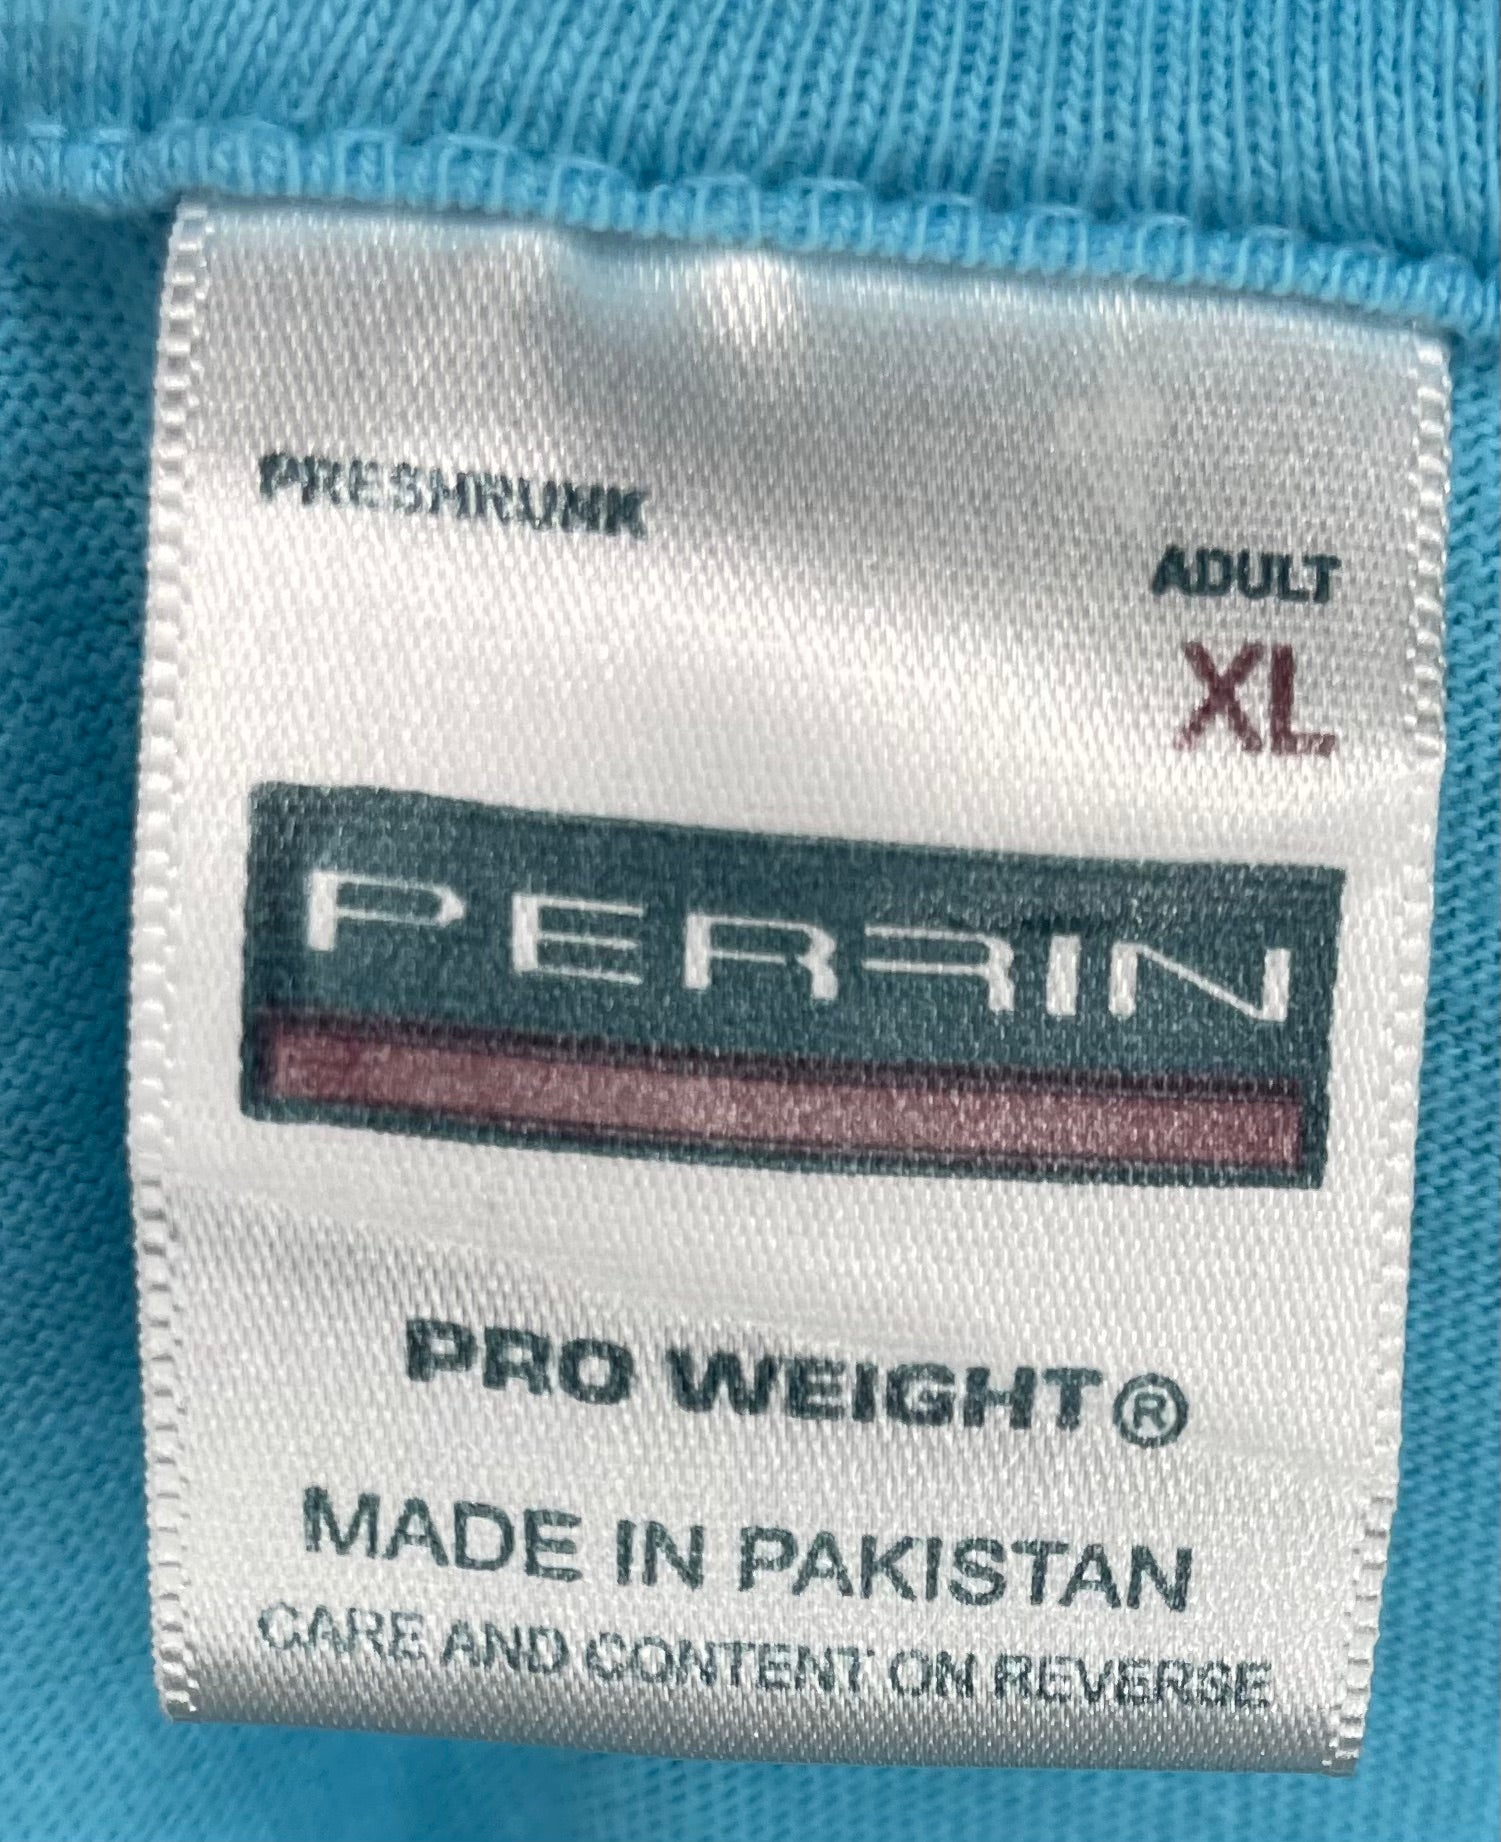 PRESHRUNK
ADULT
XL
PERRIN
PRO WEIGHT®
MADE IN PAKISTAN
CARE AND CONTENT ON REVERSE